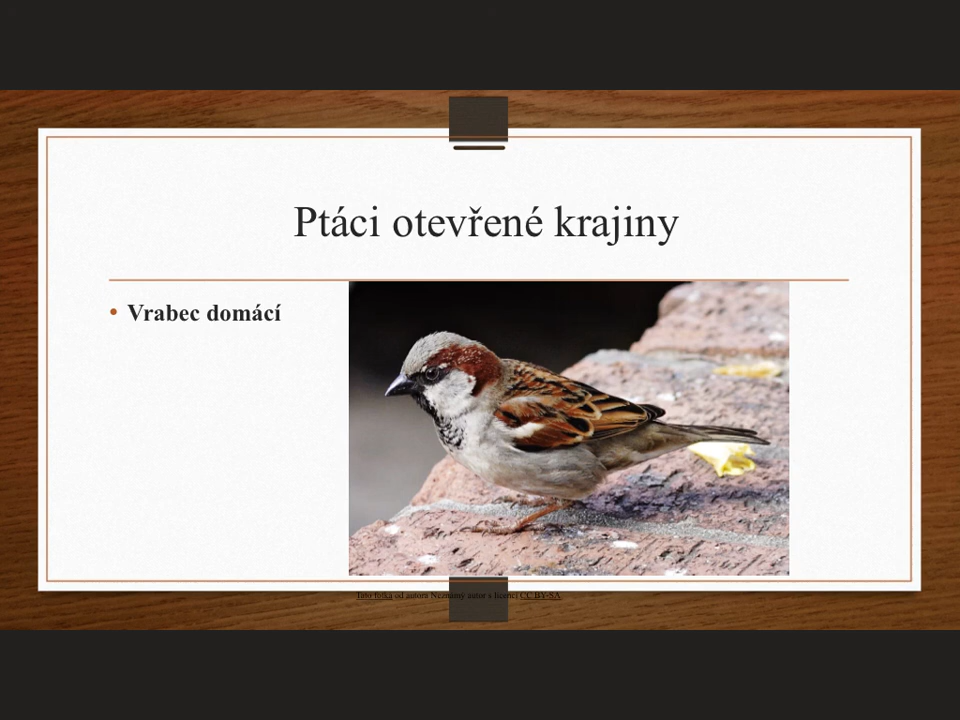 Ptáci otevřené krajiny
• Vrabec domácí
Tato fotka od autora Neznámý autor s licencí CC BY-SA